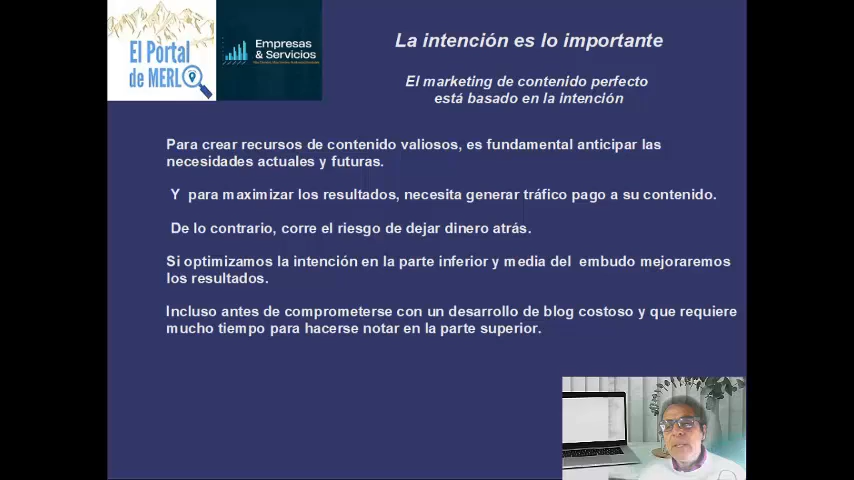 El Portal
de MERLO
Empresas
& Servicios
La intención es lo importante
El marketing de contenido perfecto
está basado en la intención
Para crear recursos de contenido valiosos, es fundamental anticipar las
necesidades actuales y futuras.
Y para maximizar los resultados, necesita generar tráfico pago a su contenido.
De lo contrario, corre el riesgo de dejar dinero atrás.
Si optimizamos la intención en la parte inferior y media del embudo mejoraremos
los resultados.
Incluso antes de comprometerse con un desarrollo de blog costoso y que requiere
mucho tiempo para hacerse notar en la parte superior.